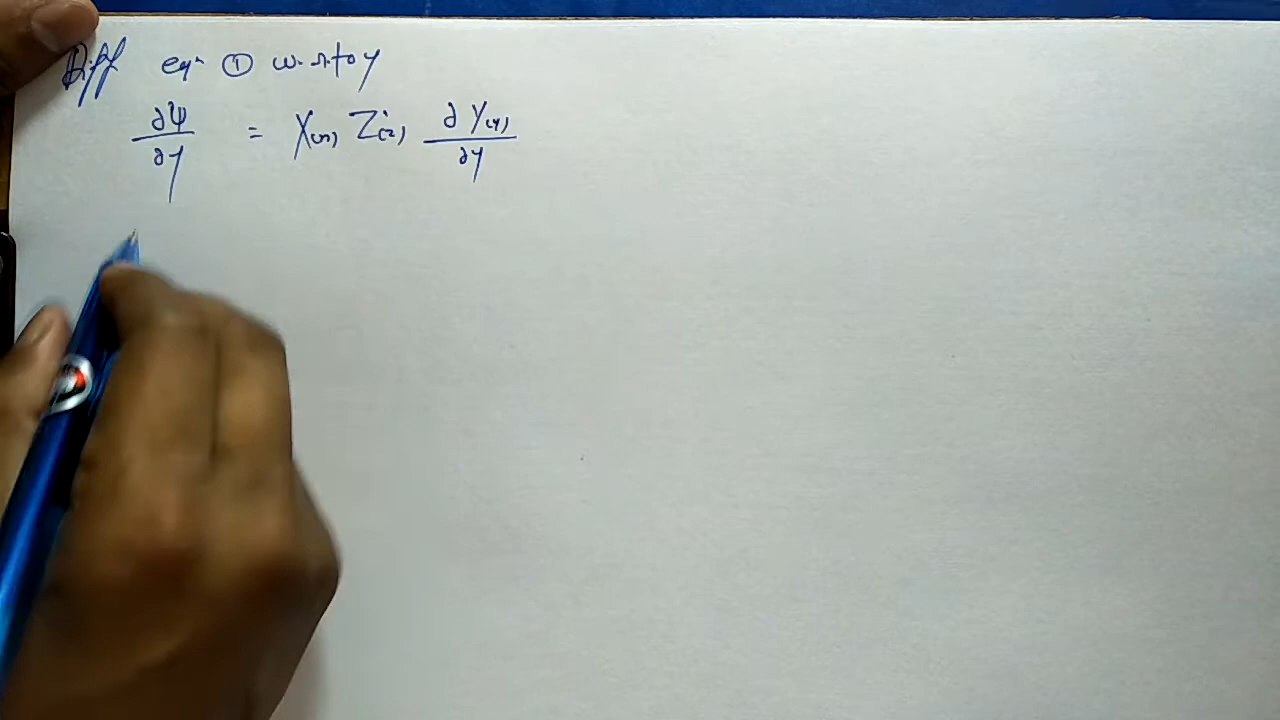 Diff eqn ① w.r.to y
∂ψ/∂y = X(x) Z(z) ∂Y(y)/∂y